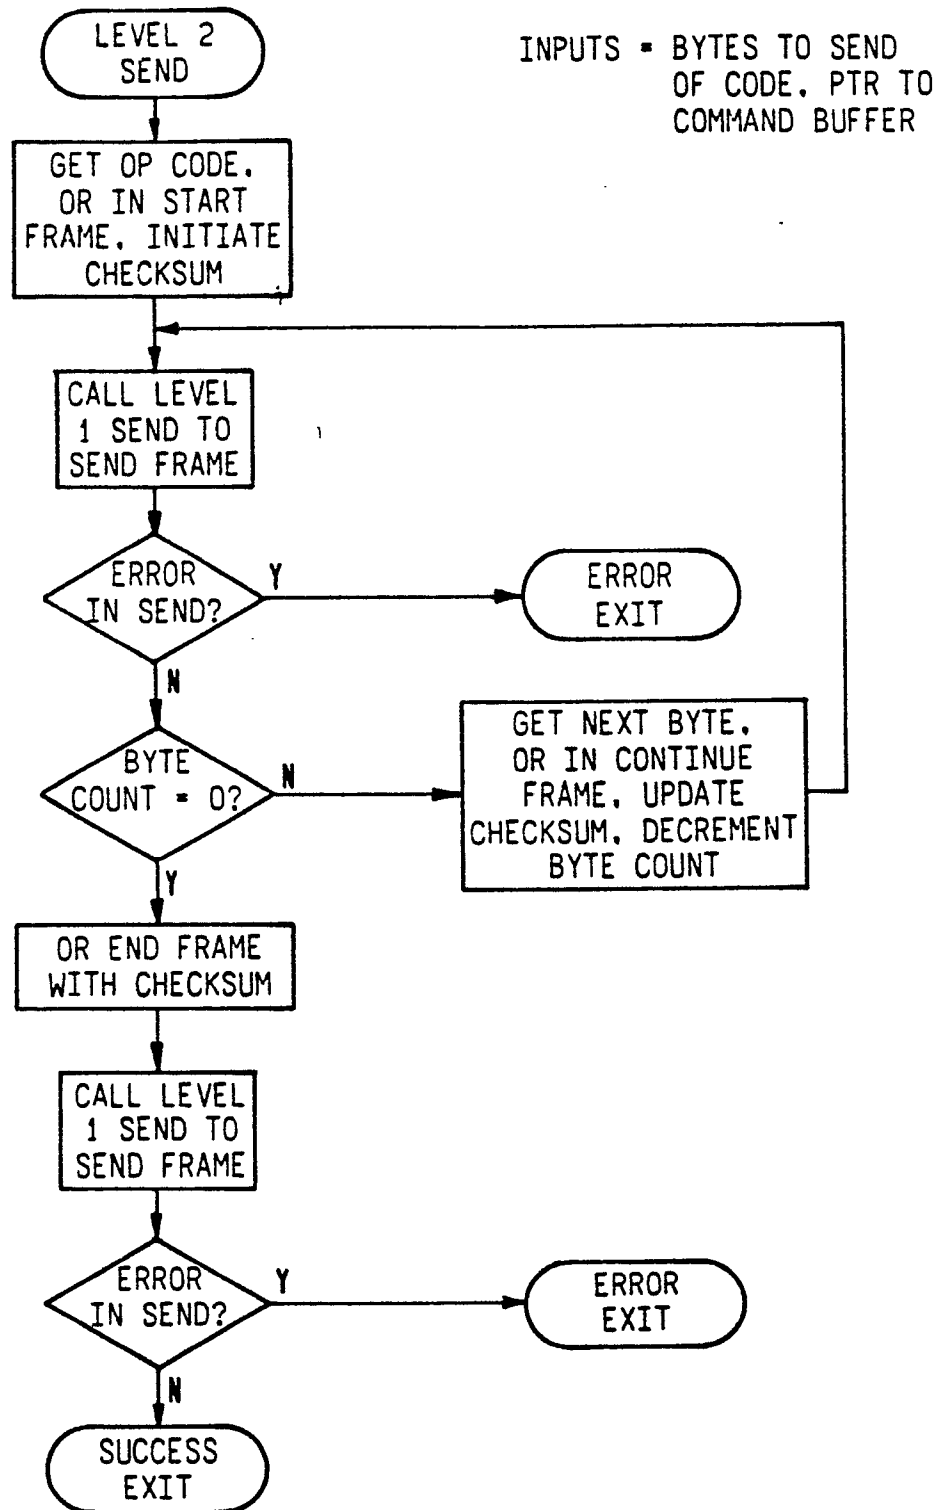 LEVEL 2
SEND
INPUTS = BYTES TO SEND
OF CODE. PTR TO
COMMAND BUFFER
GET OP CODE.
OR IN START
FRAME. INITIATE
CHECKSUM
CALL LEVEL
1 SEND TO
SEND FRAME
ERROR
IN SEND?
Y
ERROR
EXIT
N
BYTE
COUNT = 0?
N
GET NEXT BYTE.
OR IN CONTINUE
FRAME. UPDATE
CHECKSUM. DECREMENT
BYTE COUNT
Y
OR END FRAME
WITH CHECKSUM
CALL LEVEL
1 SEND TO
SEND FRAME
ERROR
IN SEND?
Y
ERROR
EXIT
N
SUCCESS
EXIT